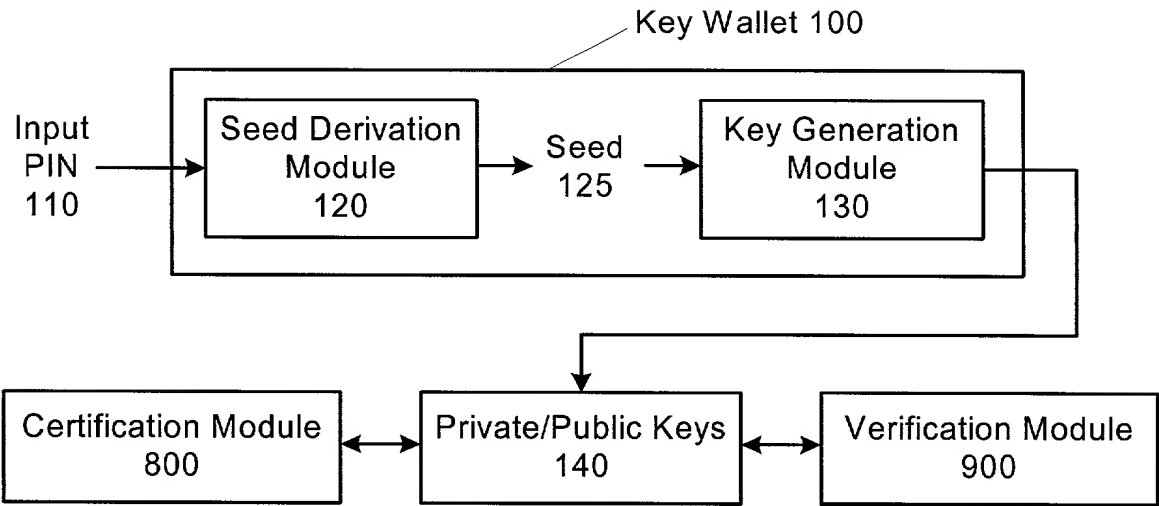 Key Wallet 100
Input
PIN
110
Seed Derivation
Module
120
Seed
125
Key Generation
Module
130
Certification Module
800
Private/Public Keys
140
Verification Module
900